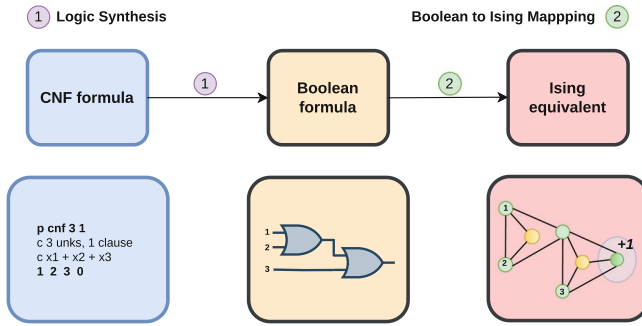 1 Logic Synthesis
Boolean to Ising Mappping 2
CNF formula
1
Boolean
formula
2
Ising
equivalent
p cnf 3 1
c 3 unks, 1 clause
c x1 + x2 + x3
1 2 3 0
1
2
3
1
2
3
+1